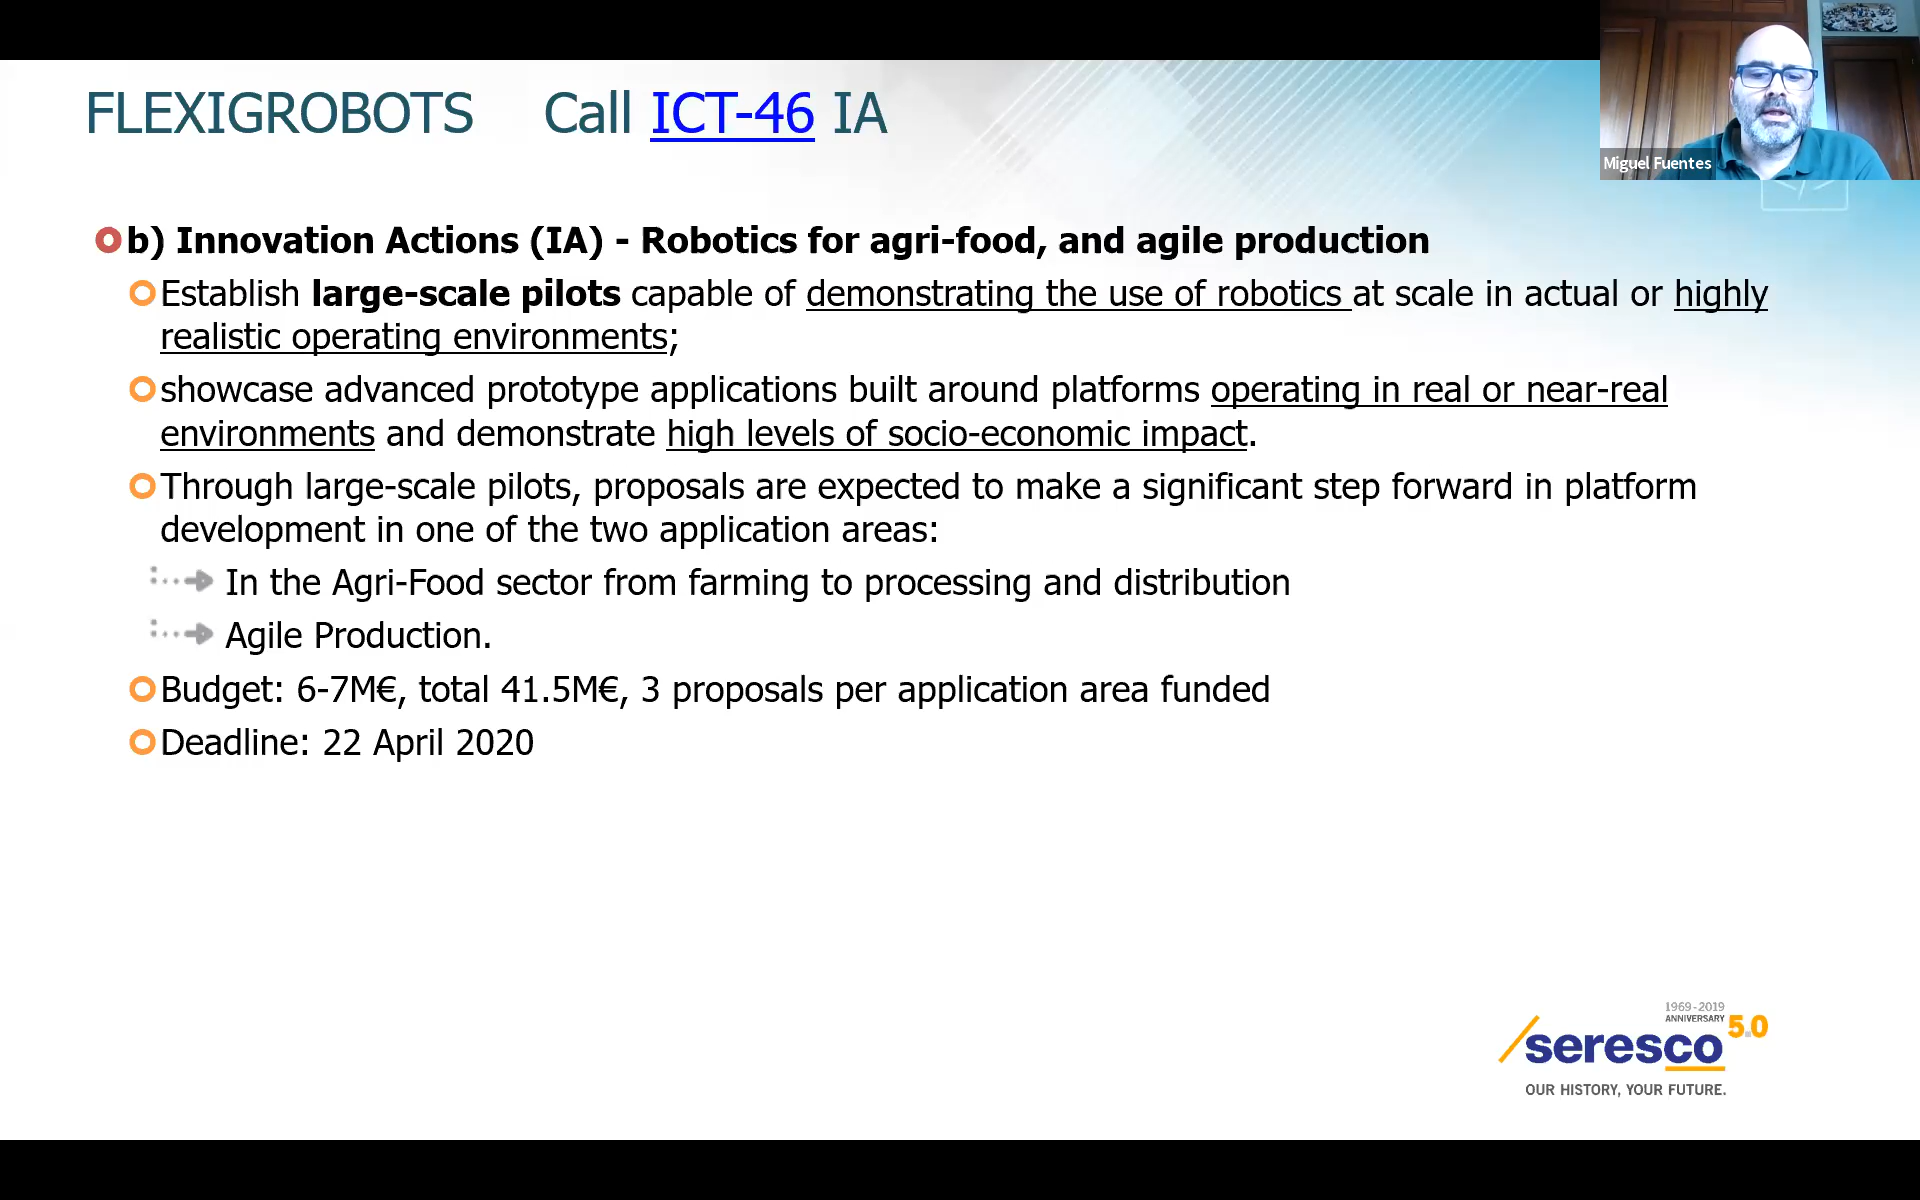 FLEXIGROBOTS Call ICT-46 IA
Miguel Fuentes
b) Innovation Actions (IA) - Robotics for agri-food, and agile production
Establish large-scale pilots capable of demonstrating the use of robotics at scale in actual or highly
realistic operating environments;
showcase advanced prototype applications built around platforms operating in real or near-real
environments and demonstrate high levels of socio-economic impact.
Through large-scale pilots, proposals are expected to make a significant step forward in platform
development in one of the two application areas:
In the Agri-Food sector from farming to processing and distribution
Agile Production.
Budget: 6-7M€, total 41.5M€, 3 proposals per application area funded
Deadline: 22 April 2020
1969-2019
ANNIVERSARY 5.0
seresco
OUR HISTORY, YOUR FUTURE.